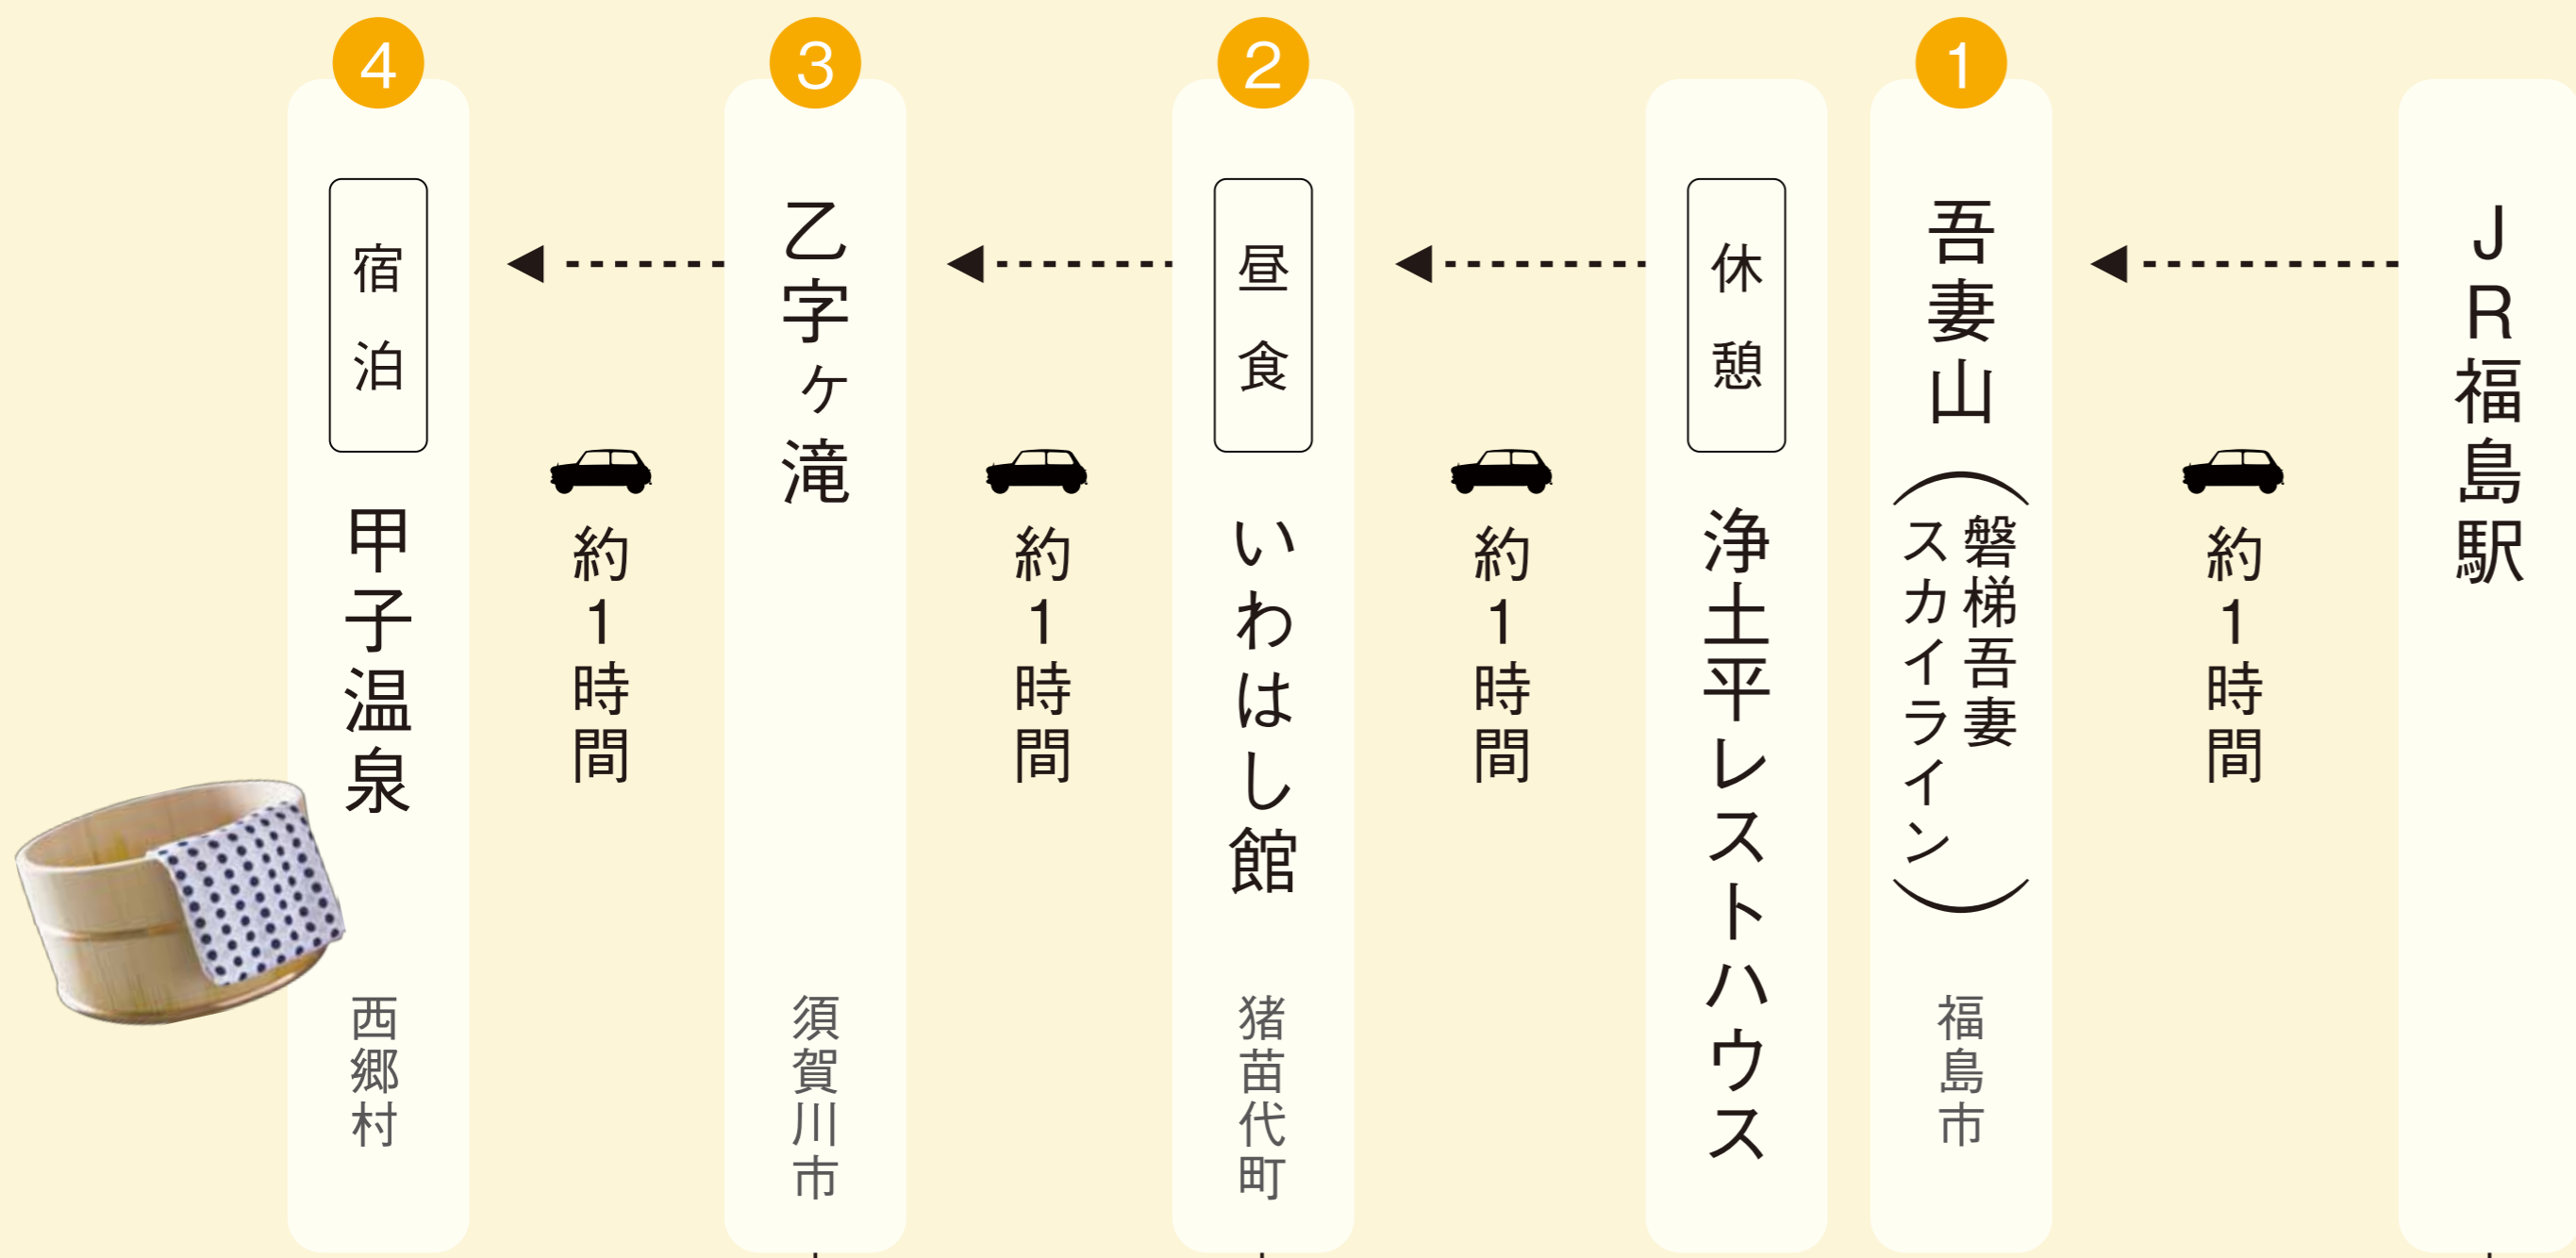 JR福島駅
約1時間
1
吾妻山（磐梯吾妻
スカイライン）
福島市
休憩
浄土平レストハウス
約1時間
2
昼食
いわはし館
猪苗代町
約1時間
3
乙字ヶ滝
須賀川市
約1時間
4
宿泊
甲子温泉
西郷村